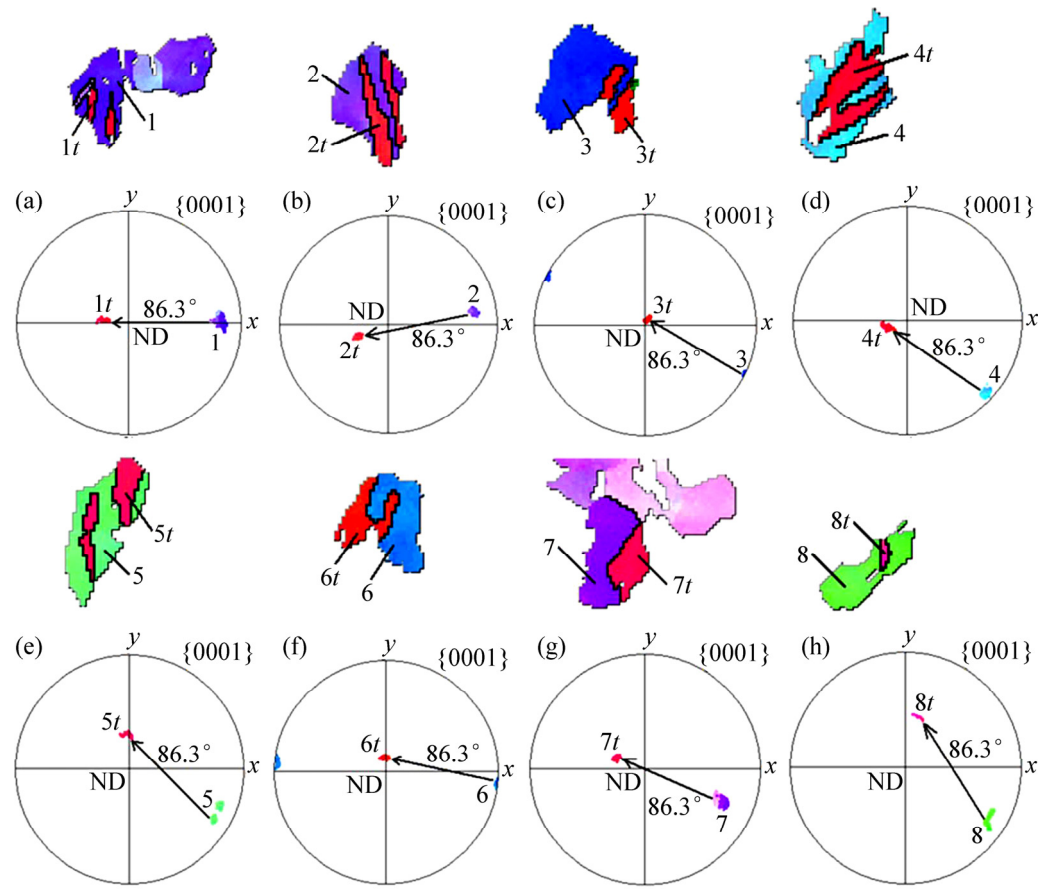 1t 1
2 2t
3 3t
4t 4
(a) y {0001}
1t 86.3° ND 1 x
(b) y {0001}
ND 2 2t 86.3° x
(c) y {0001}
3t ND 86.3° 3 x
(d) y {0001}
ND 4t 86.3° 4 x
5t 5
6t 6
7 7t
8t 8
(e) y {0001}
5t 86.3° ND 5 x
(f) y {0001}
6t 86.3° ND 6 x
(g) y {0001}
7t ND 86.3° 7 x
(h) y {0001}
8t 86.3° ND 8 x